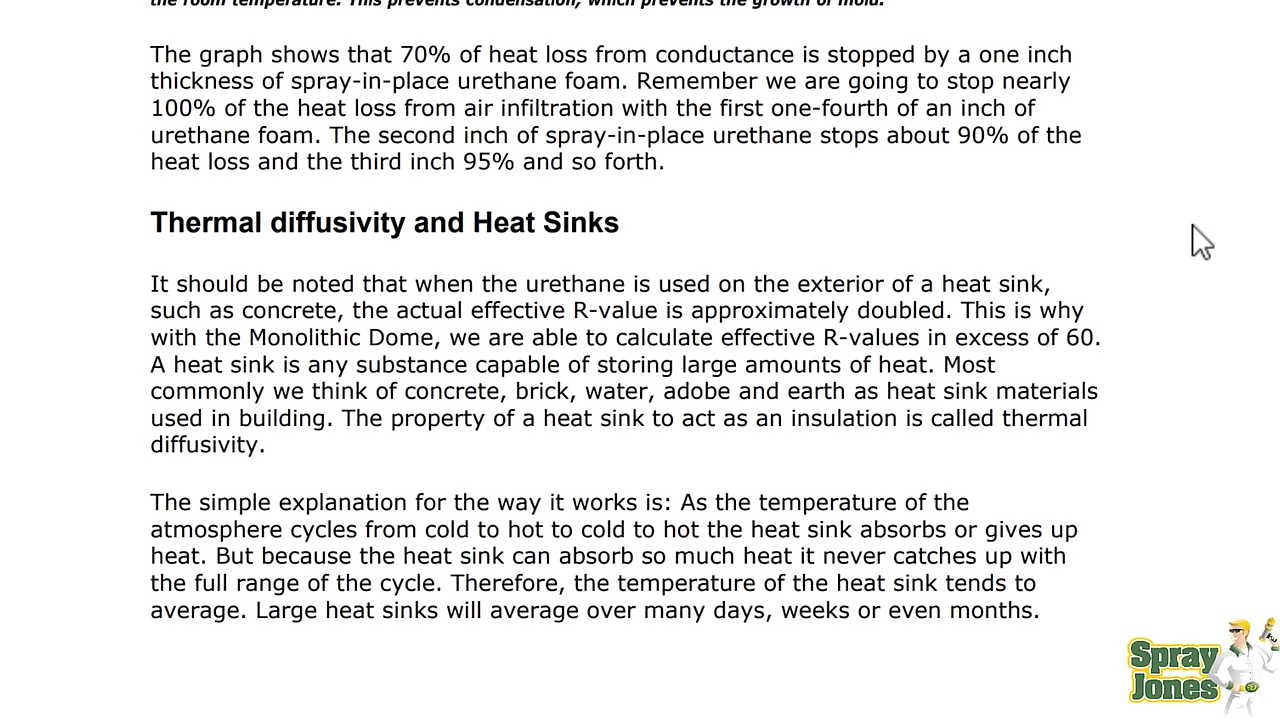 the room temperature. This prevents condensation, which prevents the growth of mold.
The graph shows that 70% of heat loss from conductance is stopped by a one inch
thickness of spray-in-place urethane foam. Remember we are going to stop nearly
100% of the heat loss from air infiltration with the first one-fourth of an inch of
urethane foam. The second inch of spray-in-place urethane stops about 90% of the
heat loss and the third inch 95% and so forth.
Thermal diffusivity and Heat Sinks
It should be noted that when the urethane is used on the exterior of a heat sink,
such as concrete, the actual effective R-value is approximately doubled. This is why
with the Monolithic Dome, we are able to calculate effective R-values in excess of 60.
A heat sink is any substance capable of storing large amounts of heat. Most
commonly we think of concrete, brick, water, adobe and earth as heat sink materials
used in building. The property of a heat sink to act as an insulation is called thermal
diffusivity.
The simple explanation for the way it works is: As the temperature of the
atmosphere cycles from cold to hot to cold to hot the heat sink absorbs or gives up
heat. But because the heat sink can absorb so much heat it never catches up with
the full range of the cycle. Therefore, the temperature of the heat sink tends to
average. Large heat sinks will average over many days, weeks or even months.
Spray
Jones